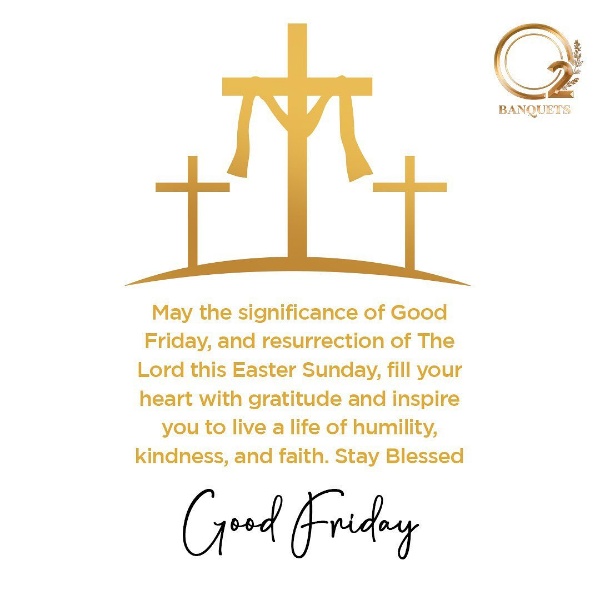 O2
BANQUETS
May the significance of Good
Friday, and resurrection of The
Lord this Easter Sunday, fill your
heart with gratitude and inspire
you to live a life of humility,
kindness, and faith. Stay Blessed
Good Friday